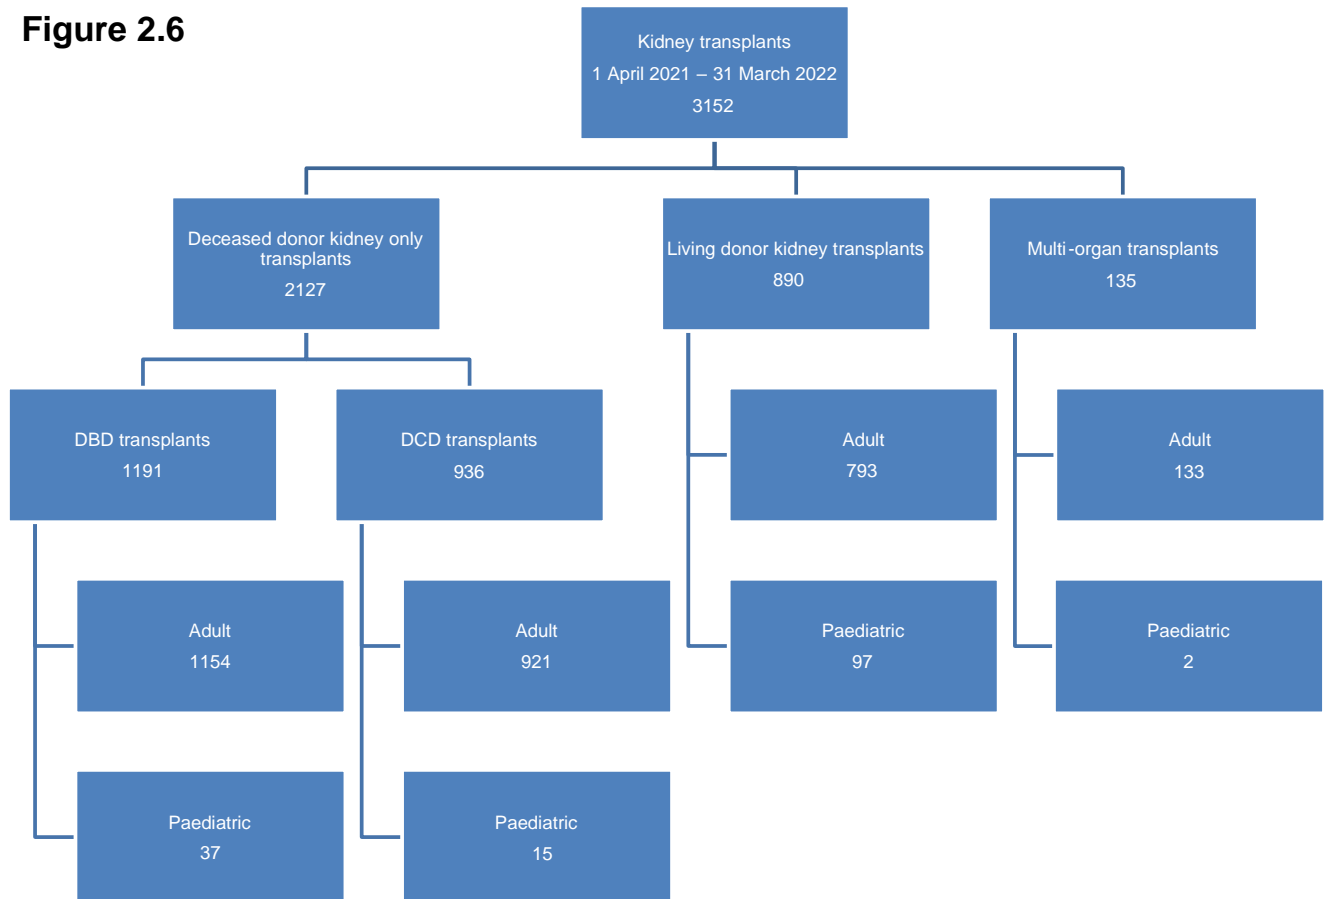 Figure 2.6
Kidney transplants
1 April 2021 – 31 March 2022
3152
Deceased donor kidney only
transplants
2127
Living donor kidney transplants
890
Multi-organ transplants
135
DBD transplants
1191
DCD transplants
936
Adult
793
Adult
133
Adult
1154
Adult
921
Paediatric
97
Paediatric
2
Paediatric
37
Paediatric
15